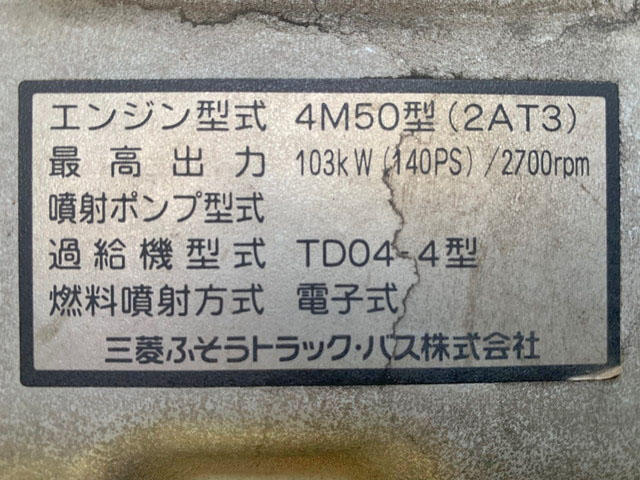 エンジン型式 4M50型(2AT3)
最高出力 103kW(140PS)/2700rpm
噴射ポンプ型式
過給機型式 TD04-4型
燃料噴射方式 電子式
三菱ふそうトラック・バス株式会社